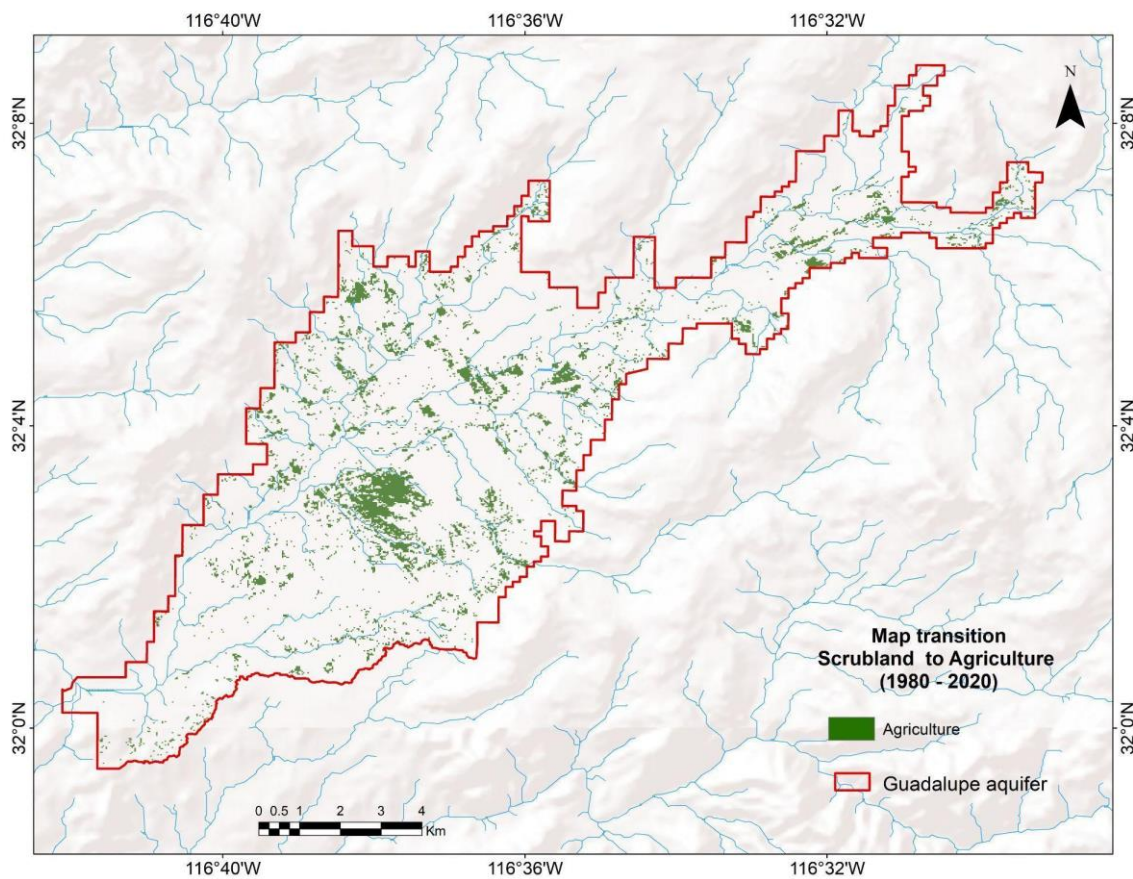 116°40'W 116°36'W 116°32'W
N
32°8'N 32°8'N
32°4'N 32°4'N
32°0'N 32°0'N
Map transition
Scrubland to Agriculture
(1980 - 2020)
Agriculture
Guadalupe aquifer
0 0.5 1 2 3 4
Km
116°40'W 116°36'W 116°32'W